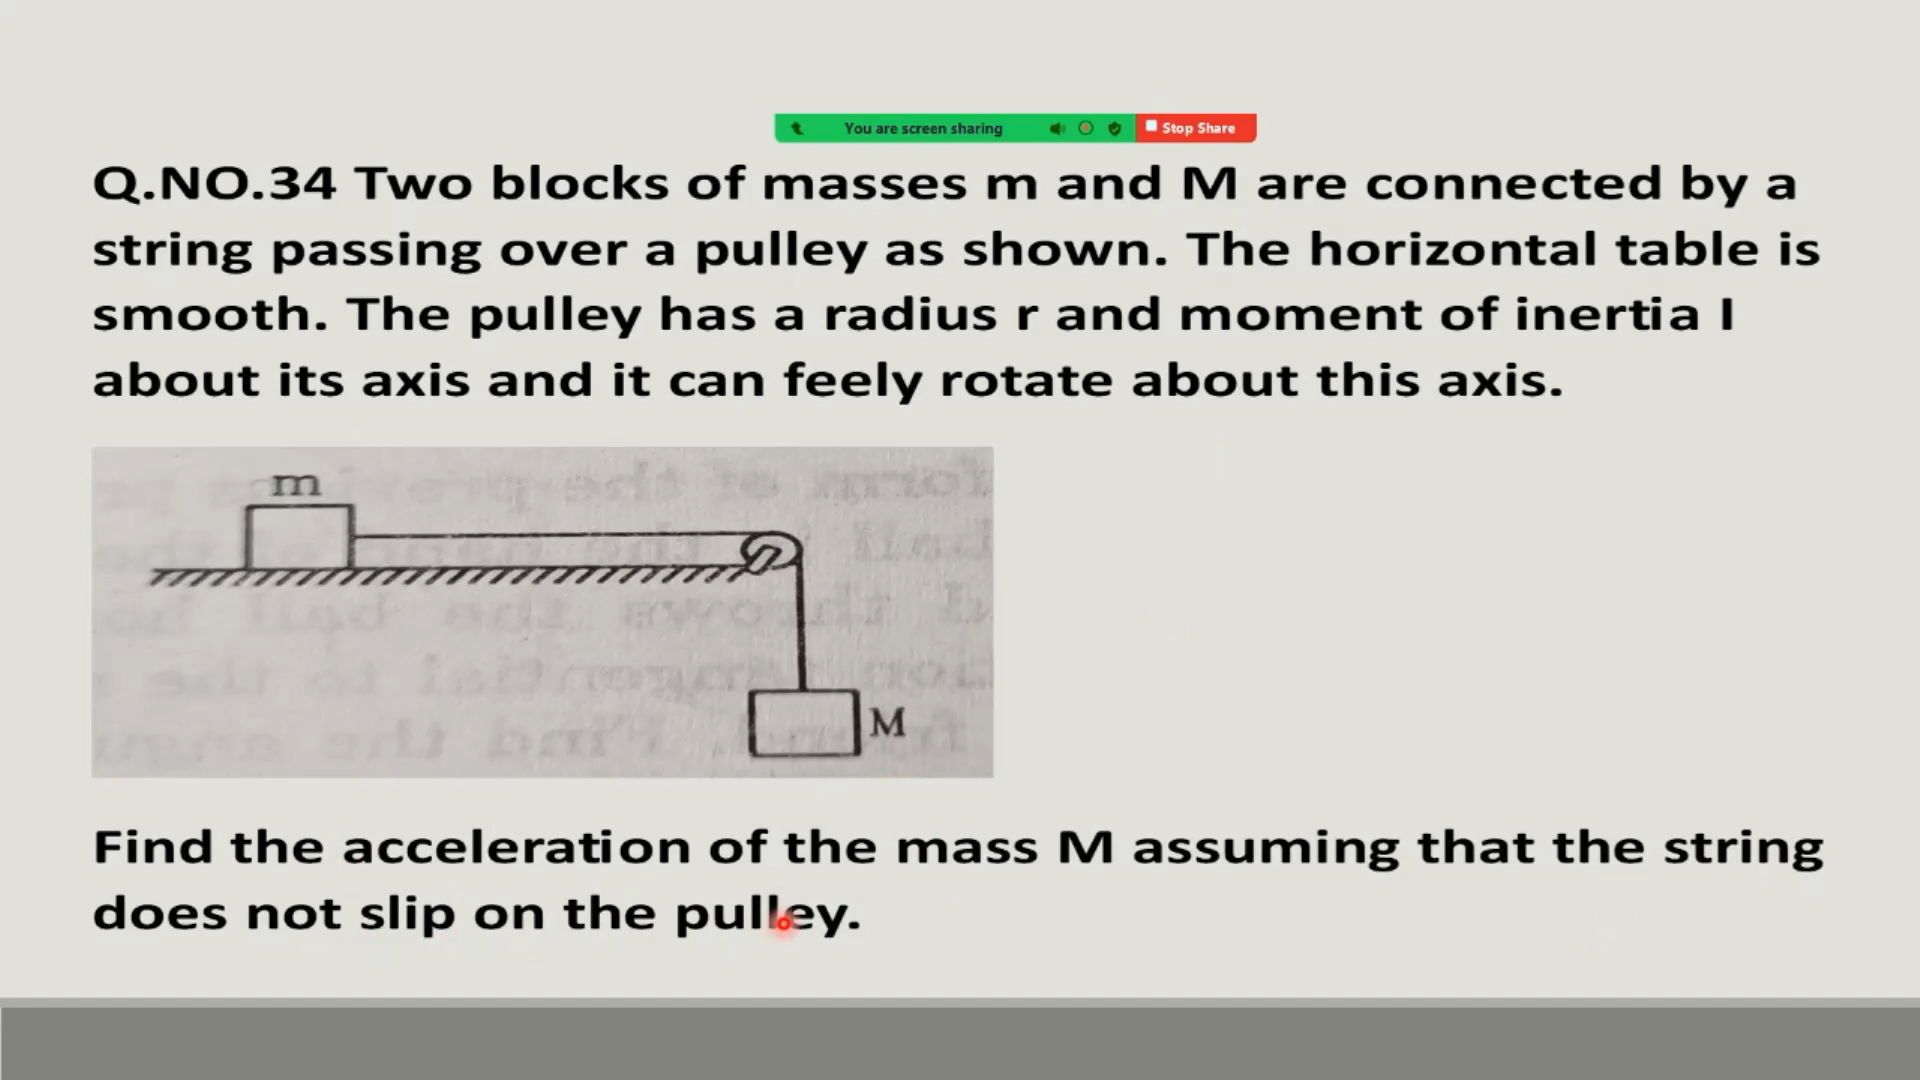 You are screen sharing
Stop Share
Q.NO.34 Two blocks of masses m and M are connected by a
string passing over a pulley as shown. The horizontal table is
smooth. The pulley has a radius r and moment of inertia I
about its axis and it can feely rotate about this axis.
m
M
Find the acceleration of the mass M assuming that the string
does not slip on the pulley.